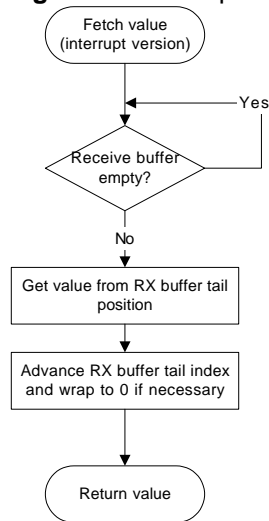 Fetch value
(interrupt version)
Yes
Receive buffer
empty?
No
Get value from RX buffer tail
position
Advance RX buffer tail index
and wrap to 0 if necessary
Return value